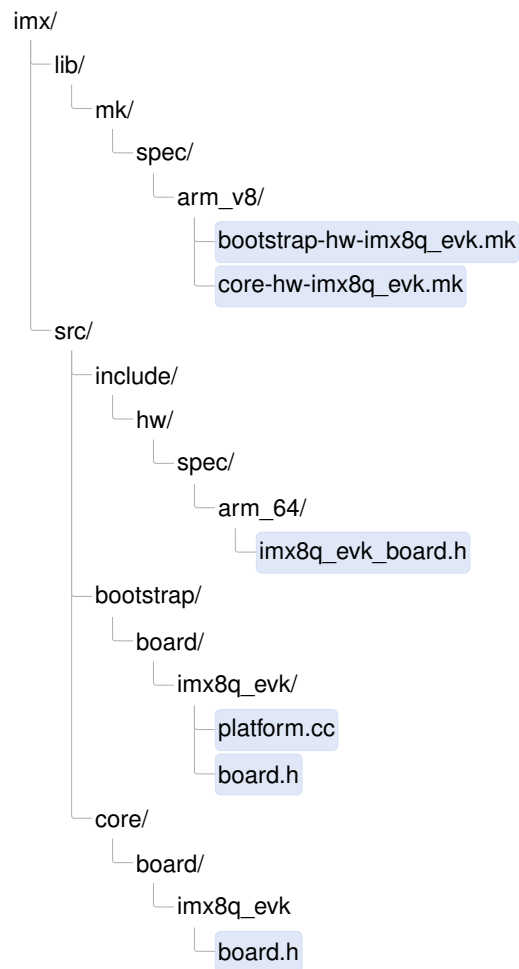 imx/
lib/
mk/
spec/
arm_v8/
bootstrap-hw-imx8q_evk.mk
core-hw-imx8q_evk.mk
src/
include/
hw/
spec/
arm_64/
imx8q_evk_board.h
bootstrap/
board/
imx8q_evk/
platform.cc
board.h
core/
board/
imx8q_evk
board.h